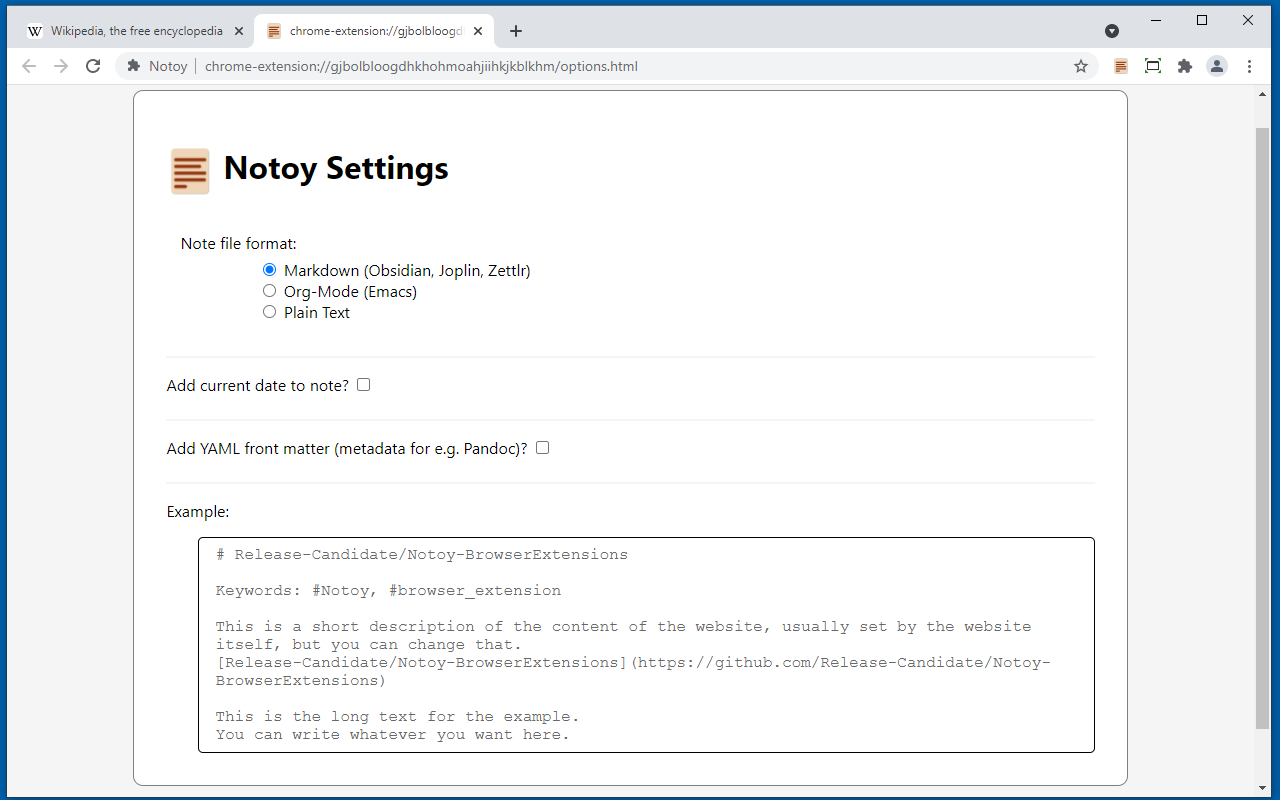 Wikipedia, the free encyclopedia
chrome-extension://gjbolbloogd
Notoy
chrome-extension://gjbolbloogdhkhohmoahjiihkjkblkhm/options.html
Notoy Settings
Note file format:
Markdown (Obsidian, Joplin, Zettlr)
Org-Mode (Emacs)
Plain Text
Add current date to note?
Add YAML front matter (metadata for e.g. Pandoc)?
Example:
# Release-Candidate/Notoy-BrowserExtensions
Keywords: #Notoy, #browser_extension
This is a short description of the content of the website, usually set by the website
itself, but you can change that.
[Release-Candidate/Notoy-BrowserExtensions](https://github.com/Release-Candidate/Notoy-
BrowserExtensions)
This is the long text for the example.
You can write whatever you want here.